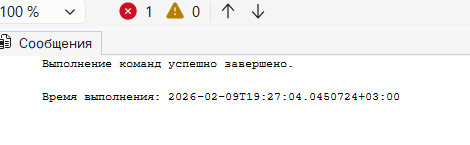 100 % 1 0
Сообщения
Выполнение команд успешно завершено.
Время выполнения: 2026-02-09T19:27:04.0450724+03:00